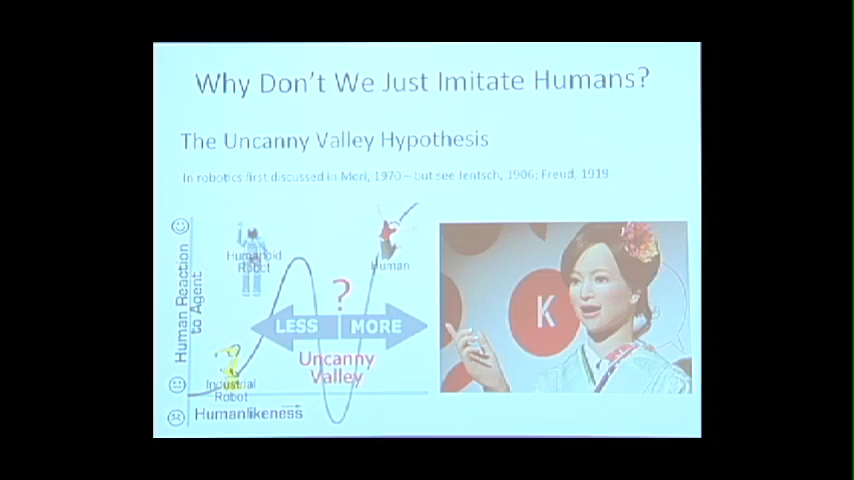 Why Don't We Just Imitate Humans?
The Uncanny Valley Hypothesis
In robotics first discussed in Mori, 1970 – but see Jentsch, 1906; Freud, 1919
Human Reaction
to Agent
Humanoid
Robot
Human
?
LESS
MORE
Uncanny
Valley
Industrial
Robot
Humanlikeness
K